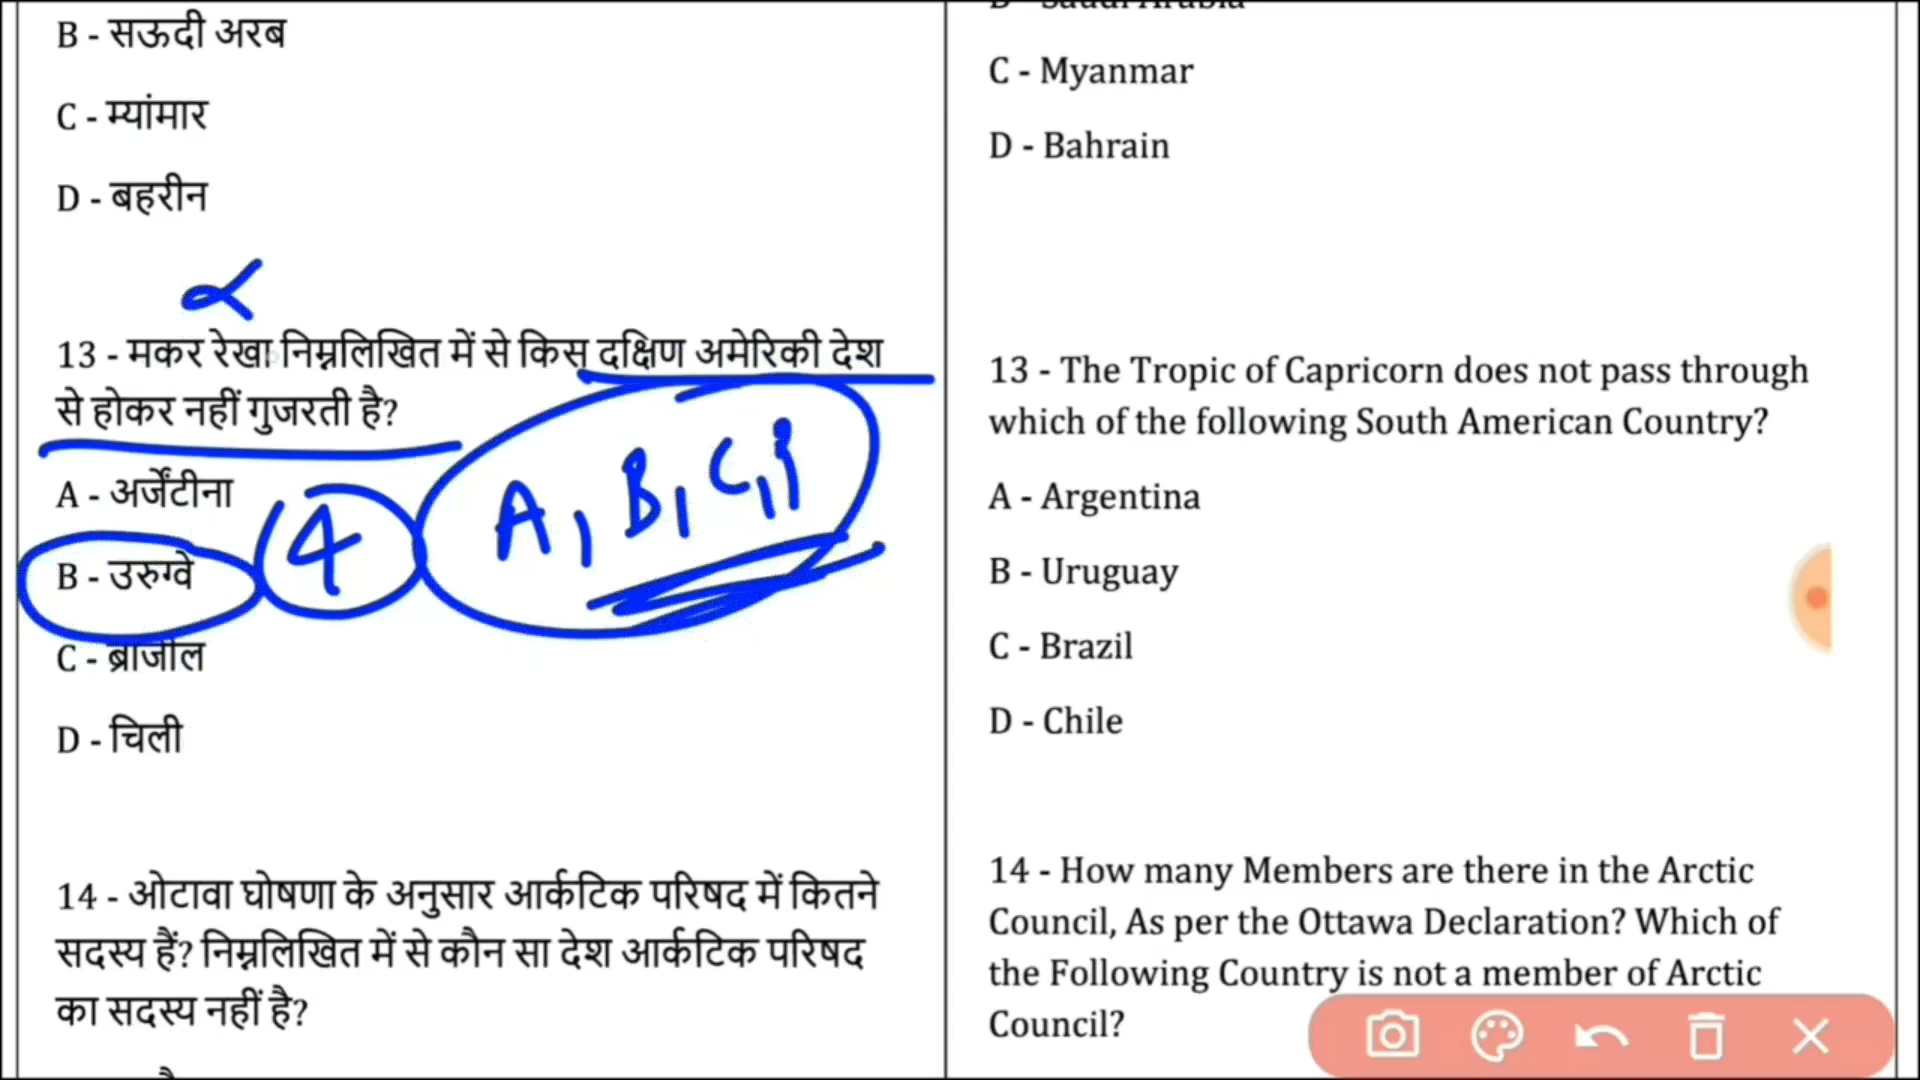 B - सऊदी अरब
C - म्यांमार
D - बहरीन
13 - मकर रेखा निम्नलिखित में से किस दक्षिण अमेरिकी देश
से होकर नहीं गुजरती है?
A - अर्जेंटीना
B - उरुग्वे
C - ब्राजील
D - चिली
4
A, B, C,
14 - ओटावा घोषणा के अनुसार आर्कटिक परिषद में कितने
सदस्य हैं? निम्नलिखित में से कौन सा देश आर्कटिक परिषद
का सदस्य नहीं है?
B - Saudi Arabia
C - Myanmar
D - Bahrain
13 - The Tropic of Capricorn does not pass through
which of the following South American Country?
A - Argentina
B - Uruguay
C - Brazil
D - Chile
14 - How many Members are there in the Arctic
Council, As per the Ottawa Declaration? Which of
the Following Country is not a member of Arctic
Council?